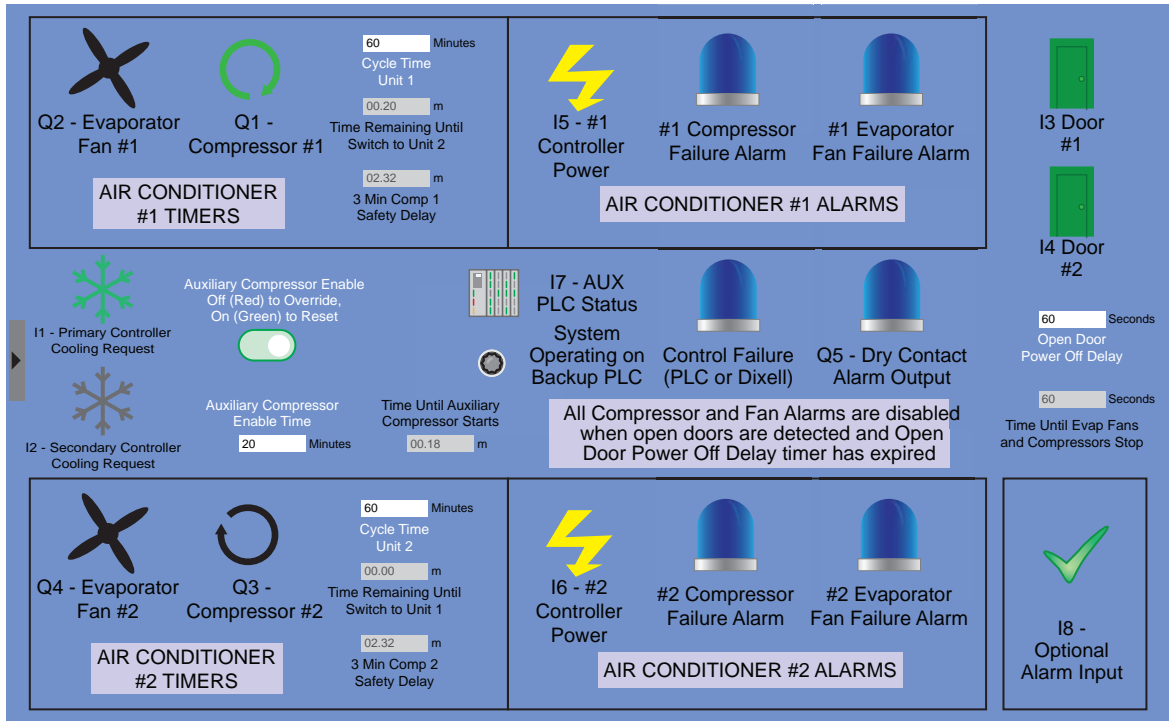 60 Minutes
Cycle Time
Unit 1
00.20 m
Time Remaining Until
Switch to Unit 2
02.32 m
3 Min Comp 1
Safety Delay
Q2 - Evaporator
Fan #1
Q1 -
Compressor #1
AIR CONDITIONER
#1 TIMERS
I5 - #1
Controller
Power
#1 Compressor
Failure Alarm
#1 Evaporator
Fan Failure Alarm
AIR CONDITIONER #1 ALARMS
I3 Door
#1
I4 Door
#2
I1 - Primary Controller
Cooling Request
Auxiliary Compressor Enable
Off (Red) to Override,
On (Green) to Reset
I7 - AUX
PLC Status
System
Operating on
Backup PLC
Control Failure
(PLC or Dixell)
Q5 - Dry Contact
Alarm Output
60 Seconds
Open Door
Power Off Delay
I2 - Secondary Controller
Cooling Request
Auxiliary Compressor
Enable Time
20 Minutes
Time Until Auxiliary
Compressor Starts
00.18 m
All Compressor and Fan Alarms are disabled
when open doors are detected and Open
Door Power Off Delay timer has expired
60 Seconds
Time Until Evap Fans
and Compressors Stop
60 Minutes
Cycle Time
Unit 2
00.00 m
Time Remaining Until
Switch to Unit 1
02.32 m
3 Min Comp 2
Safety Delay
Q4 - Evaporator
Fan #2
Q3 -
Compressor #2
AIR CONDITIONER
#2 TIMERS
I6 - #2
Controller
Power
#2 Compressor
Failure Alarm
#2 Evaporator
Fan Failure Alarm
AIR CONDITIONER #2 ALARMS
I8 -
Optional
Alarm Input